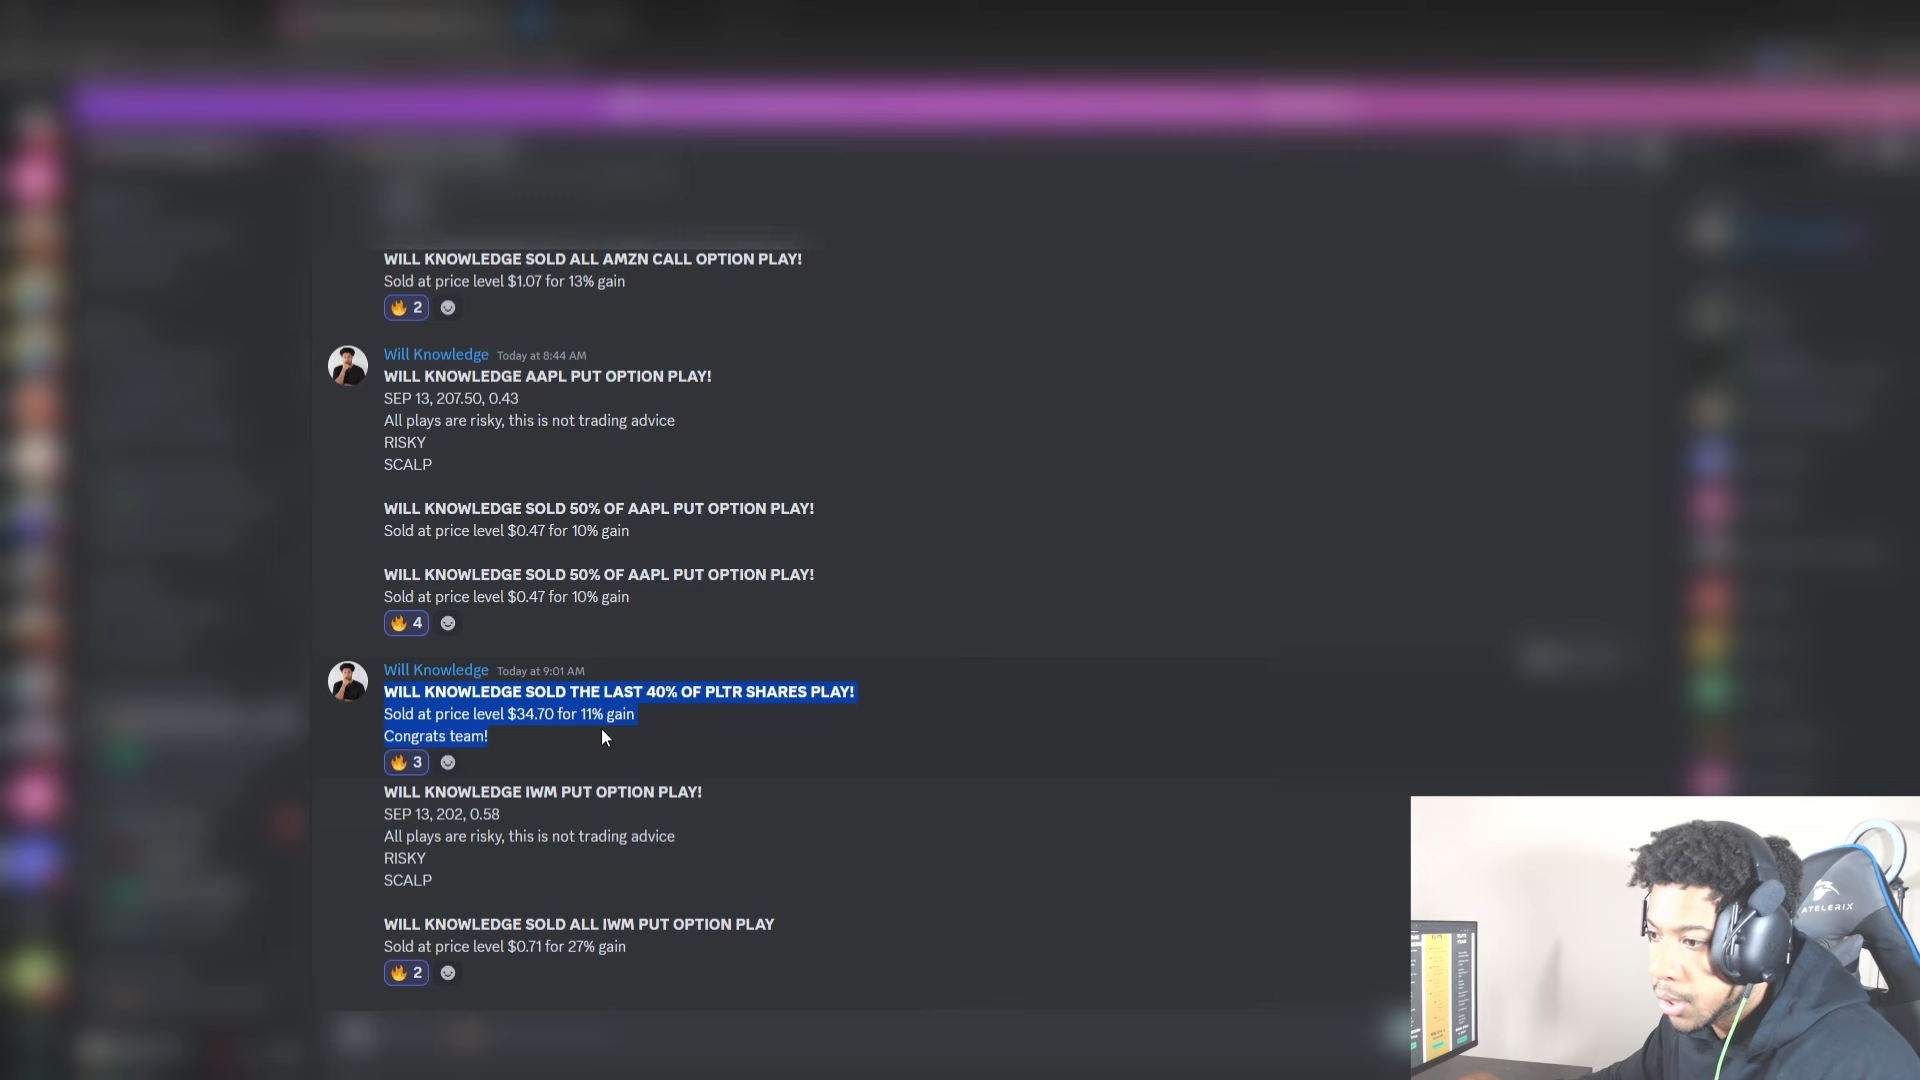 WILL KNOWLEDGE SOLD ALL AMZN CALL OPTION PLAY!
Sold at price level $1.07 for 13% gain
2
Will Knowledge Today at 8:44 AM
WILL KNOWLEDGE AAPL PUT OPTION PLAY!
SEP 13, 207.50, 0.43
All plays are risky, this is not trading advice
RISKY
SCALP
WILL KNOWLEDGE SOLD 50% OF AAPL PUT OPTION PLAY!
Sold at price level $0.47 for 10% gain
WILL KNOWLEDGE SOLD 50% OF AAPL PUT OPTION PLAY!
Sold at price level $0.47 for 10% gain
4
Will Knowledge Today at 9:01 AM
WILL KNOWLEDGE SOLD THE LAST 40% OF PLTR SHARES PLAY!
Sold at price level $34.70 for 11% gain
Congrats team!
3
WILL KNOWLEDGE IWM PUT OPTION PLAY!
SEP 13, 202, 0.58
All plays are risky, this is not trading advice
RISKY
SCALP
WILL KNOWLEDGE SOLD ALL IWM PUT OPTION PLAY
Sold at price level $0.71 for 27% gain
2
ATELERIX